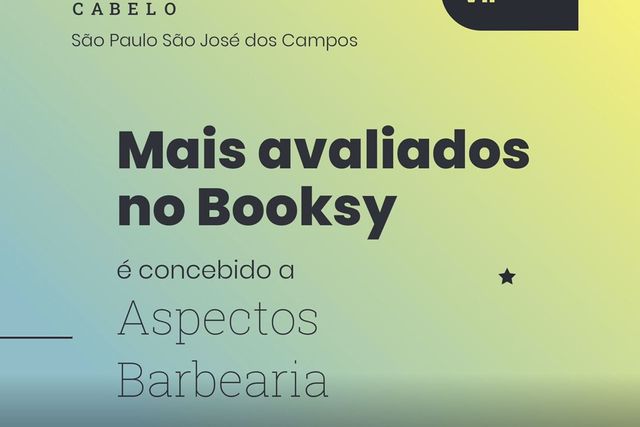 CABELO
São Paulo São José dos Campos
Mais avaliados
no Booksy
é concebido a
Aspectos
Barbearia